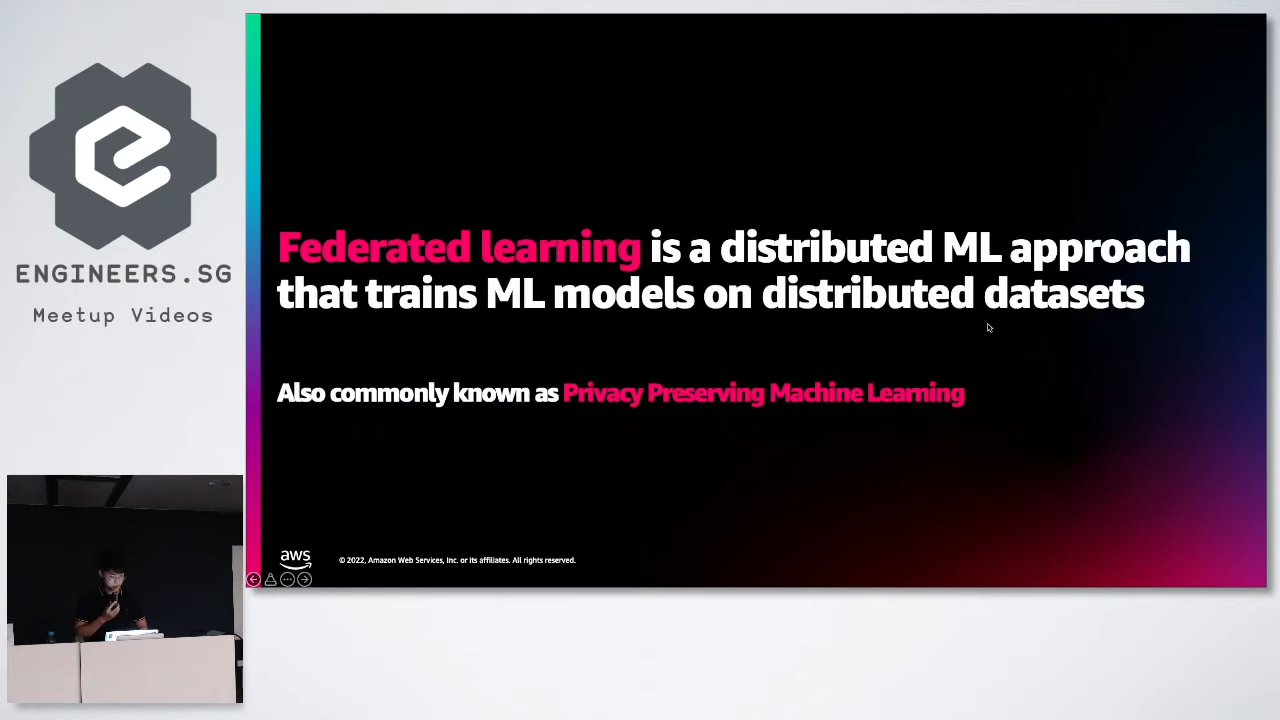 ENGINEERS.SG
Meetup Videos
Federated learning is a distributed ML approach
that trains ML models on distributed datasets
Also commonly known as Privacy Preserving Machine Learning
aws
© 2022, Amazon Web Services, Inc. or its affiliates. All rights reserved.